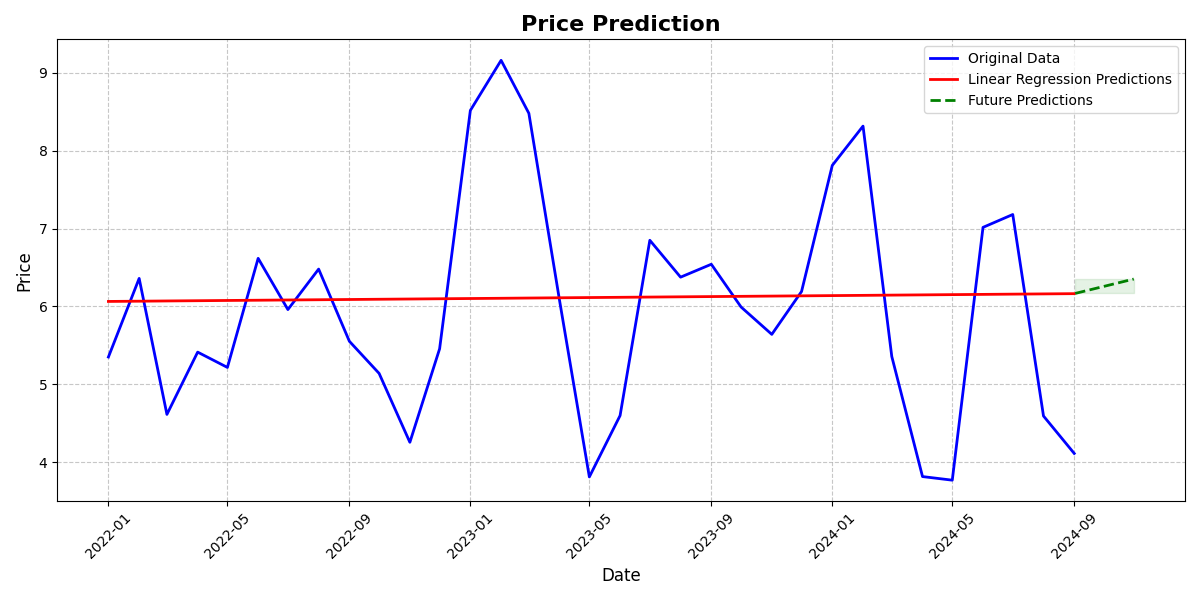 Price Prediction
Original Data
Linear Regression Predictions
Future Predictions
Price
9
8
7
6
5
4
2022-01
2022-05
2022-09
2023-01
2023-05
2023-09
2024-01
2024-05
2024-09
Date